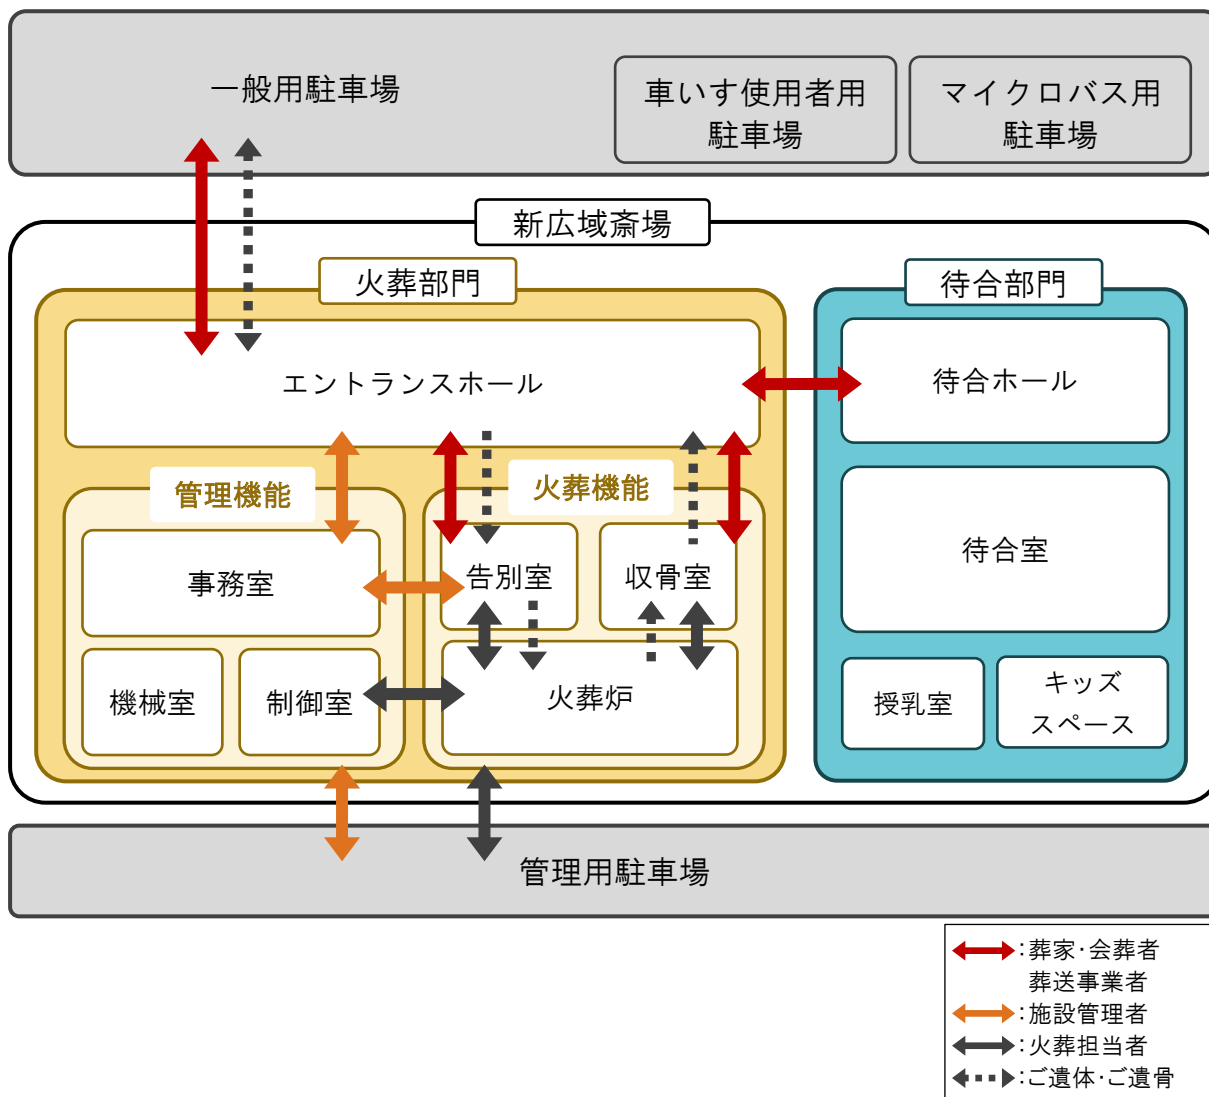 一般用駐車場
車いす使用者用
駐車場
マイクロバス用
駐車場
新広域斎場
火葬部門
待合部門
エントランスホール
待合ホール
管理機能
火葬機能
事務室
告別室
収骨室
待合室
機械室
制御室
火葬炉
授乳室
キッズ
スペース
管理用駐車場
:葬家・会葬者
葬送事業者
:施設管理者
:火葬担当者
:ご遺体・ご遺骨